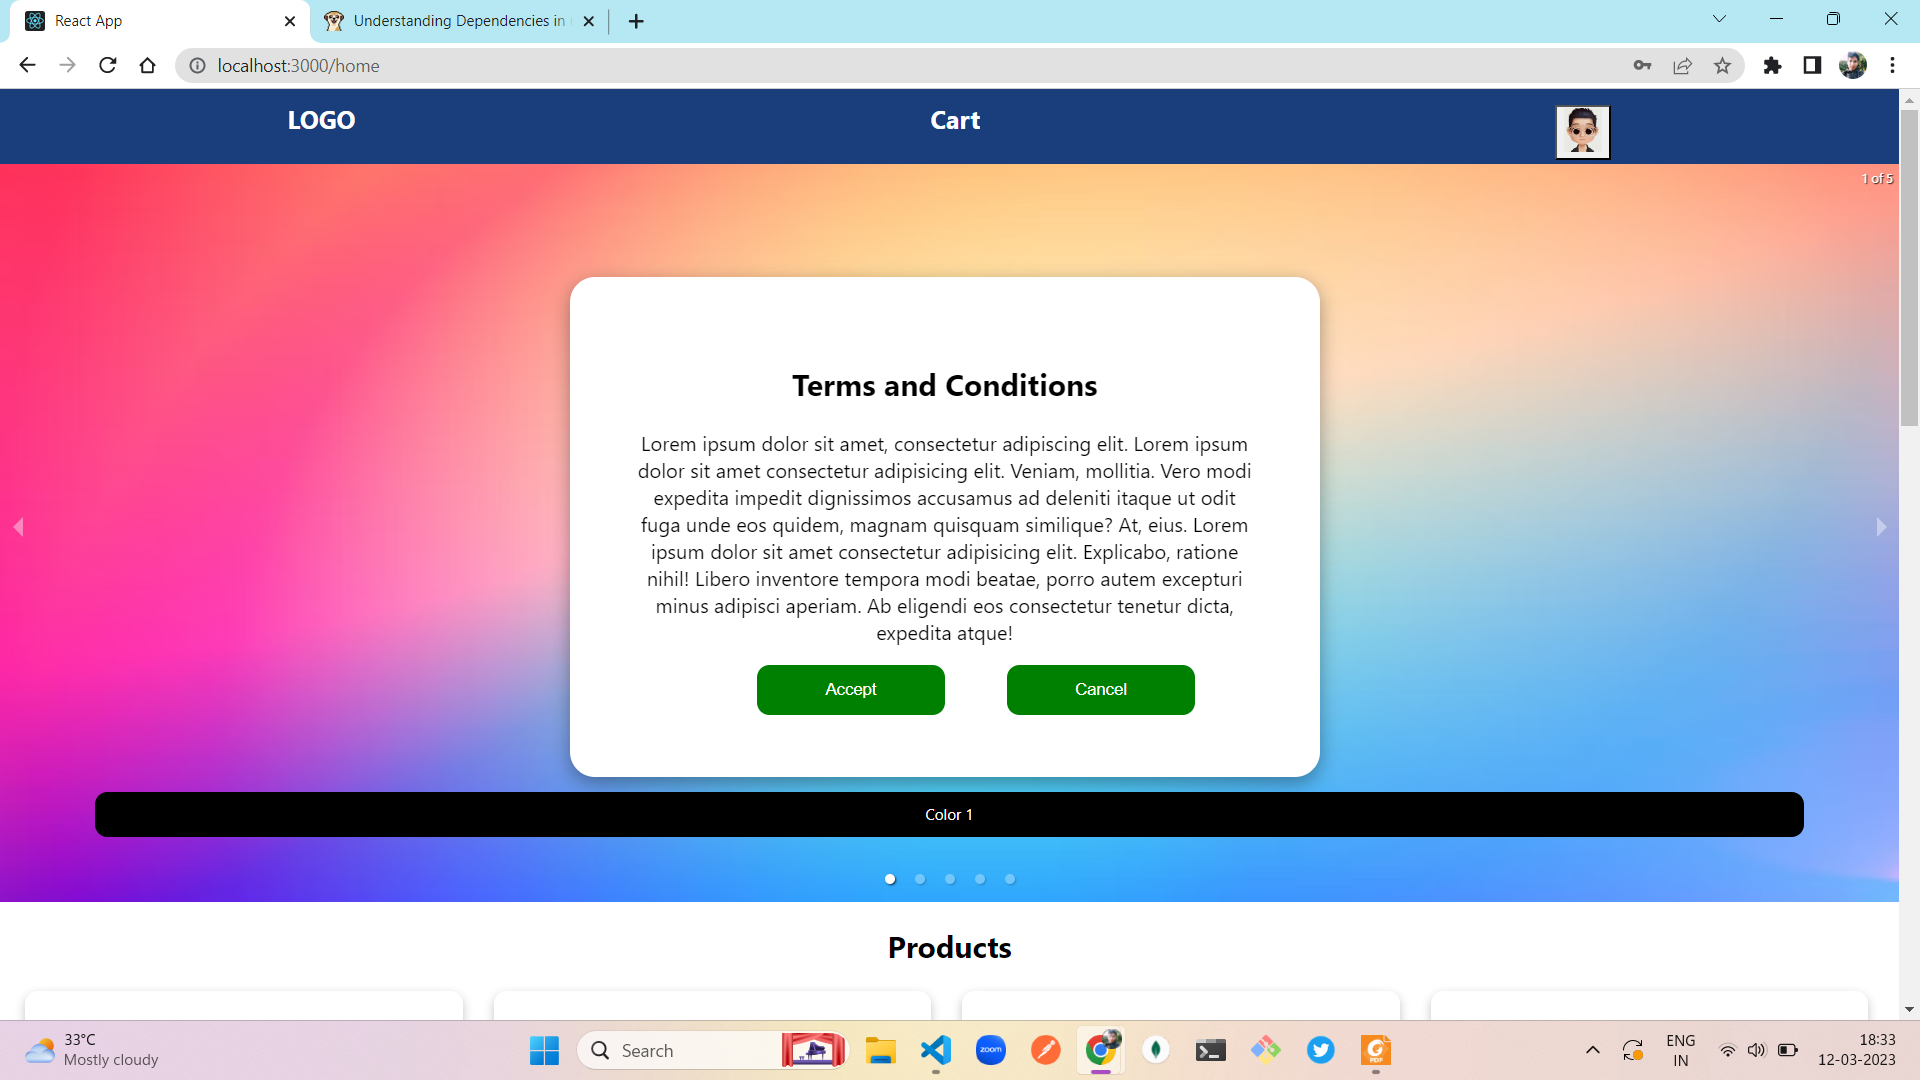 React App
Understanding Dependencies in
localhost:3000/home
LOGO
Cart
1 of 5
Terms and Conditions
Lorem ipsum dolor sit amet, consectetur adipiscing elit. Lorem ipsum
dolor sit amet consectetur adipisicing elit. Veniam, mollitia. Vero modi
expedita impedit dignissimos accusamus ad deleniti itaque ut odit
fuga unde eos quidem, magnam quisquam similique? At, eius. Lorem
ipsum dolor sit amet consectetur adipisicing elit. Explicabo, ratione
nihil! Libero inventore tempora modi beatae, porro autem excepturi
minus adipisci aperiam. Ab eligendi eos consectetur tenetur dicta,
expedita atque!
Accept
Cancel
Color 1
Products
33°C
Mostly cloudy
Search
zoom
PDF
ENG
IN
18:33
12-03-2023